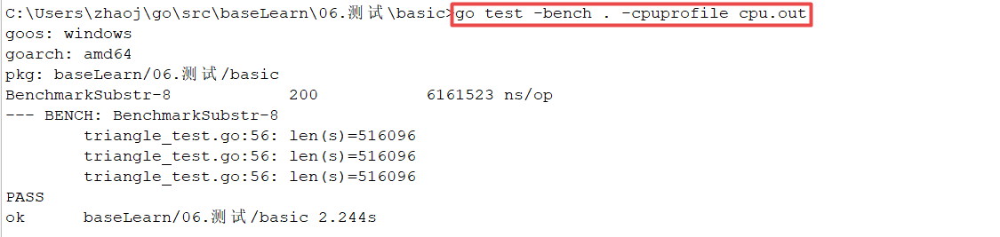 C:\Users\zhaoj\go\src\baseLearn\06.测试\basic>go test -bench . -cpuprofile cpu.out
goos: windows
goarch: amd64
pkg: baseLearn/06.测试/basic
BenchmarkSubstr-8 200 6161523 ns/op
--- BENCH: BenchmarkSubstr-8
triangle_test.go:56: len(s)=516096
triangle_test.go:56: len(s)=516096
triangle_test.go:56: len(s)=516096
PASS
ok baseLearn/06.测试/basic 2.244s